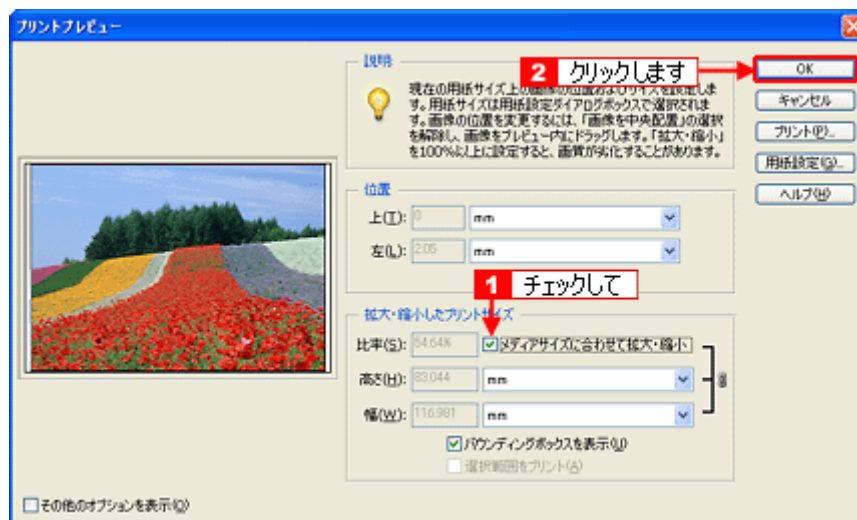 プリントプレビュー
説明
2 クリックします
現在の用紙サイズ上の画像の位置およびサイズを設定しま
す。用紙サイズは用紙設定ダイアログボックスで選択されま
す。画像の位置を変更するには、「画像を中央配置」の選択
を解除し、画像をプレビュー内にドラッグします。「拡大・縮小」
を100%以上に設定すると、画質が劣化することがあります。
OK
キャンセル
プリント(P)...
用紙設定(G)...
ヘルプ(H)
位置
上(T): 0 mm
左(L): 2.05 mm
1 チェックして
拡大・縮小したプリントサイズ
比率(S): 54.64% メディアサイズに合わせて拡大・縮小
高さ(H): 83.044 mm
幅(W): 116.981 mm
バウンディングボックスを表示(U)
選択範囲をプリント(A)
その他のオプションを表示(O)